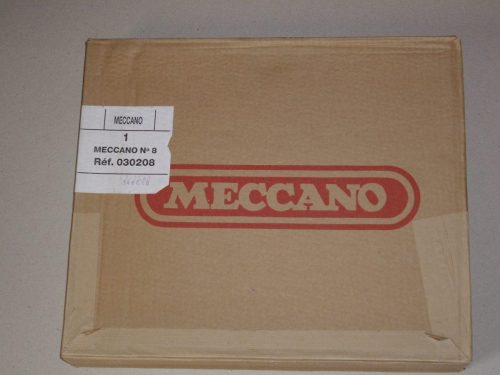 MECCANO
1
MECCANO Nº 8
Réf. 030208
MECCANO